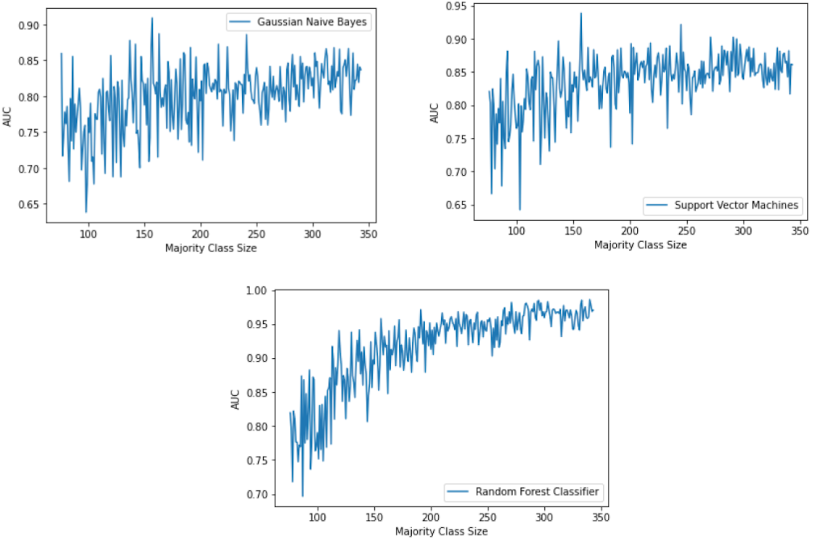 Gaussian Naive Bayes
0.90
0.85
0.80
0.75
0.70
0.65
AUC
100 150 200 250 300 350
Majority Class Size
0.95
0.90
0.85
0.80
0.75
0.70
0.65
AUC
Support Vector Machines
100 150 200 250 300 350
Majority Class Size
1.00
0.95
0.90
0.85
0.80
0.75
0.70
AUC
Random Forest Classifier
100 150 200 250 300 350
Majority Class Size